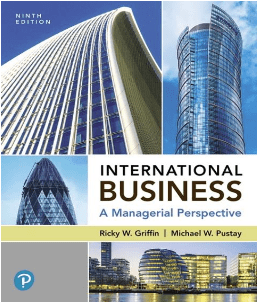 NINTH
EDITION
INTERNATIONAL
BUSINESS
A Managerial Perspective
Ricky W. Griffin | Michael W. Pustay
P